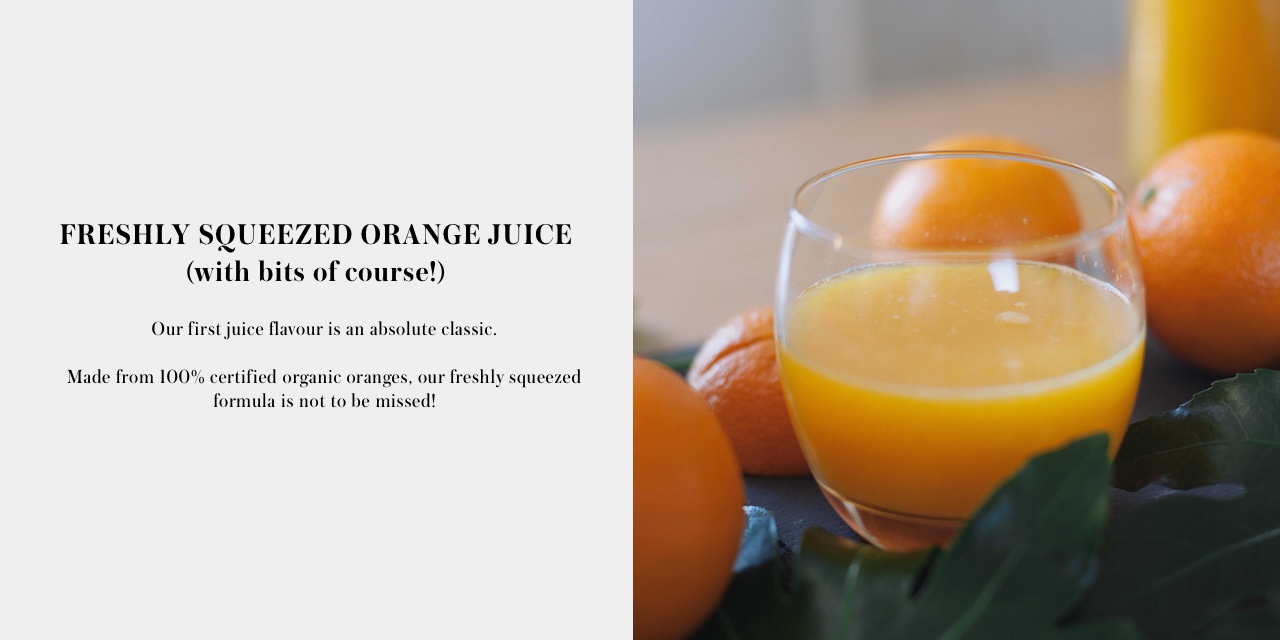 FRESHLY SQUEEZED ORANGE JUICE
(with bits of course!)
Our first juice flavour is an absolute classic.
Made from 100% certified organic oranges, our freshly squeezed
formula is not to be missed!